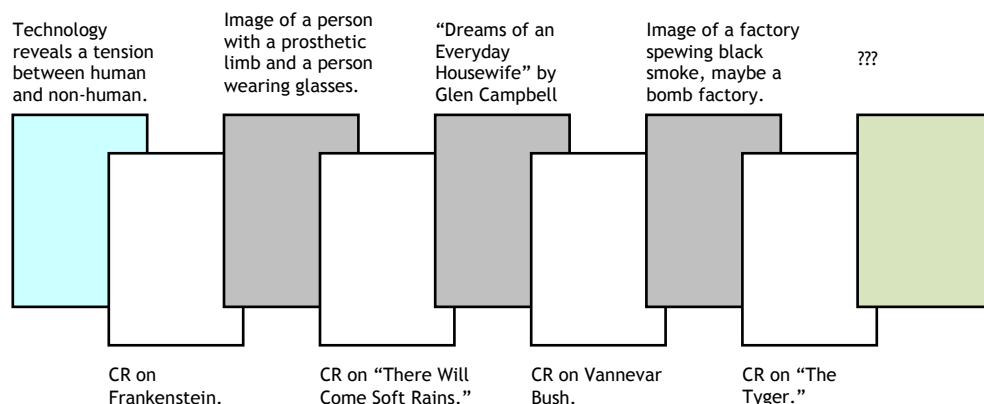 Technology
reveals a tension
between human
and non-human.
Image of a person
with a prosthetic
limb and a person
wearing glasses.
“Dreams of an
Everyday
Housewife” by
Glen Campbell
Image of a factory
spewing black
smoke, maybe a
bomb factory.
???
CR on
Frankenstein.
CR on “There Will
Come Soft Rains.”
CR on Vannevar
Bush.
CR on “The
Tyger.”